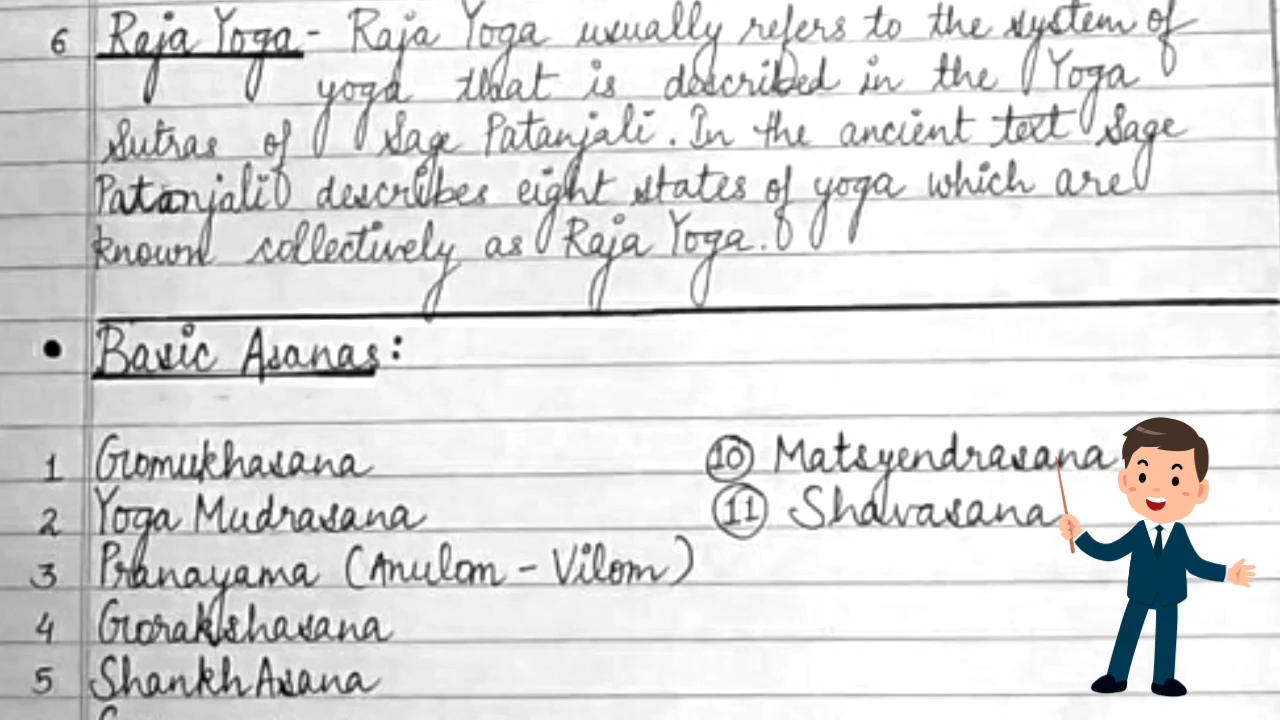 6 Raja Yoga - Raja Yoga usually refers to the system of
yoga that is described in the Yoga
Sutras of Sage Patanjali. In the ancient text Sage
Patanjali describes eight states of yoga which are
known collectively as Raja Yoga.
• Basic Asanas:
1 Gomukhasana
2 Yoga Mudrasana
3 Pranayama (Anulom - Vilom)
4 Gorakshasana
5 Shankh Asana
10 Matsyendrasana
11 Shavasana